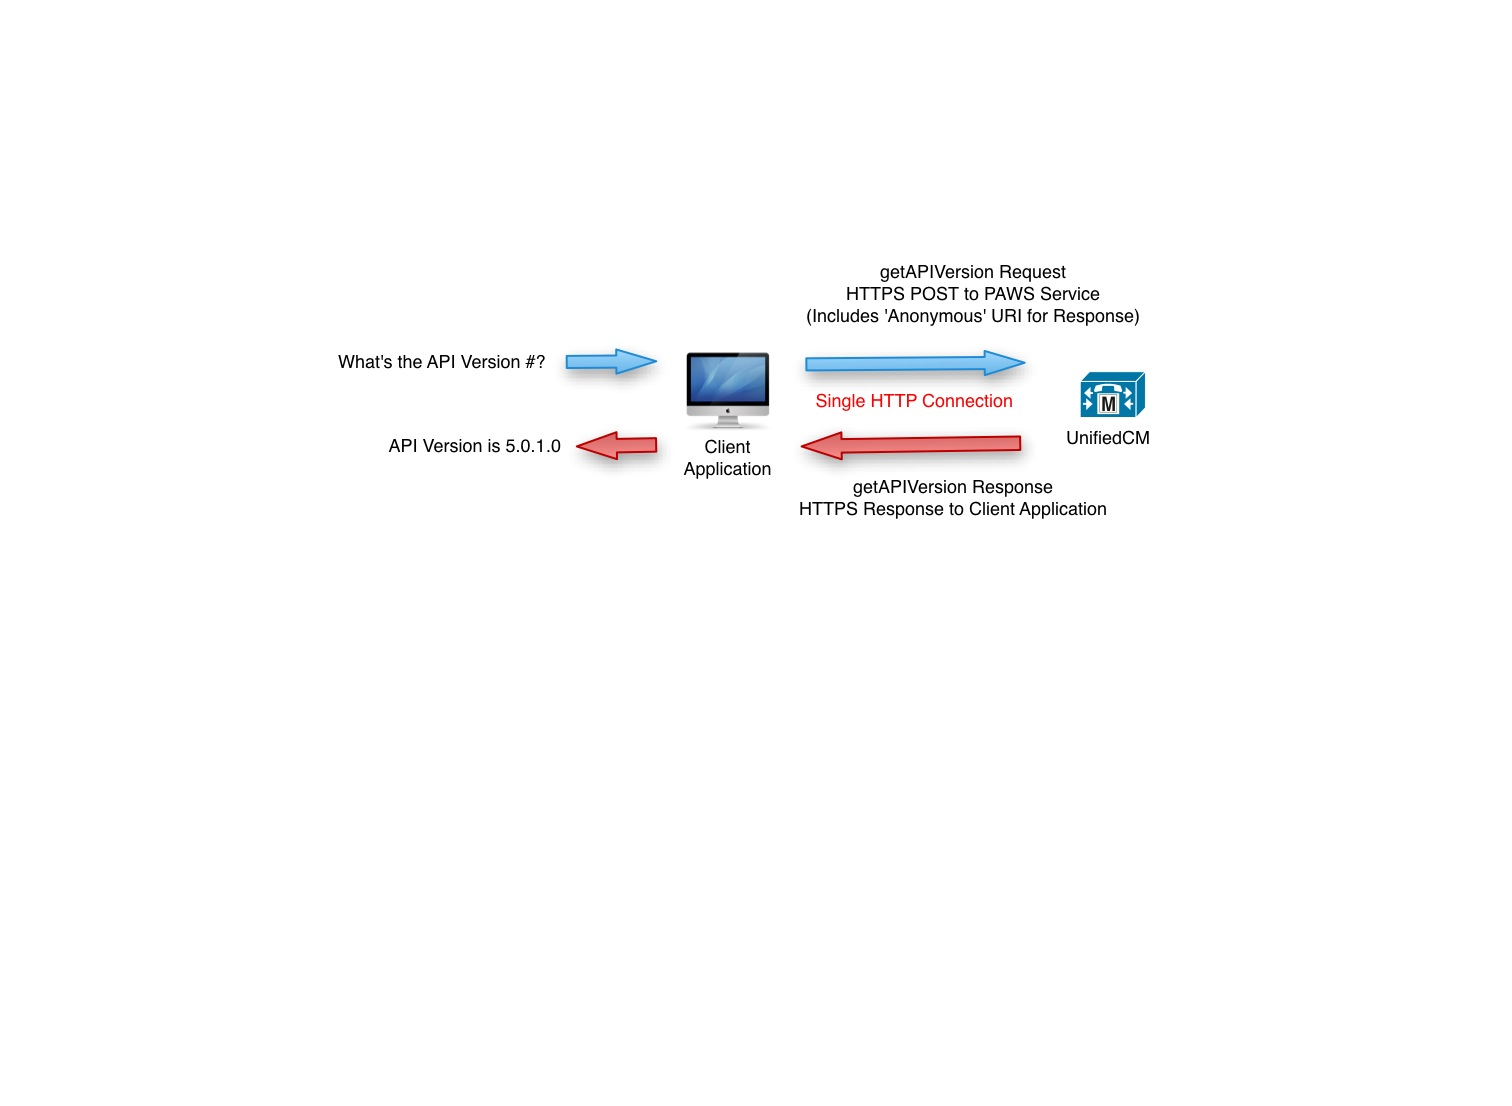 getAPIVersion Request
HTTPS POST to PAWS Service
(Includes 'Anonymous' URI for Response)
What's the API Version #?
Single HTTP Connection
M
UnifiedCM
API Version is 5.0.1.0
Client
Application
getAPIVersion Response
HTTPS Response to Client Application